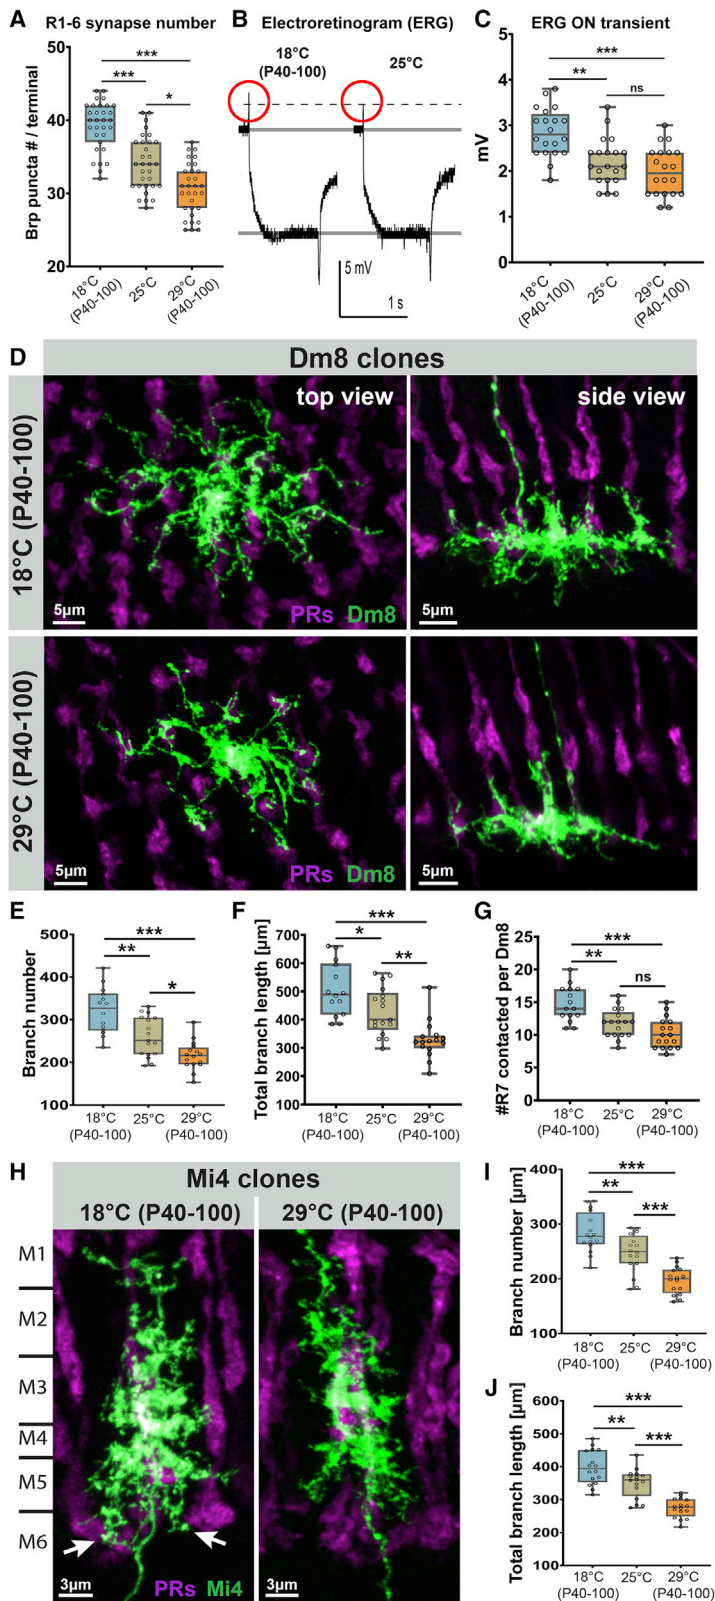 A R1-6 synapse number
Brp puncta # / terminal
40
30
20
***
***
*
18°C (P40-100)
25°C
29°C (P40-100)
B Electroretinogram (ERG)
18°C (P40-100)
25°C
5 mV
1 s
C ERG ON transient
mV
5
4
3
2
1
0
***
**
ns
18°C (P40-100)
25°C
29°C (P40-100)
D
Dm8 clones
18°C (P40-100)
top view
side view
5µm
PRs Dm8
5µm
29°C (P40-100)
5µm
PRs Dm8
5µm
E
Branch number
500
400
300
200
100
***
**
*
18°C (P40-100)
25°C
29°C (P40-100)
F
Total branch length [µm]
700
600
500
400
300
200
100
***
*
**
18°C (P40-100)
25°C
29°C (P40-100)
G
#R7 contacted per Dm8
25
20
15
10
5
0
***
**
ns
18°C (P40-100)
25°C
29°C (P40-100)
H
Mi4 clones
18°C (P40-100)
29°C (P40-100)
M1
M2
M3
M4
M5
M6
3µm
PRs Mi4
3µm
I
Branch number [µm]
400
300
200
100
***
**
***
18°C (P40-100)
25°C
29°C (P40-100)
J
Total branch length [µm]
600
500
400
300
200
100
***
**
***
18°C (P40-100)
25°C
29°C (P40-100)